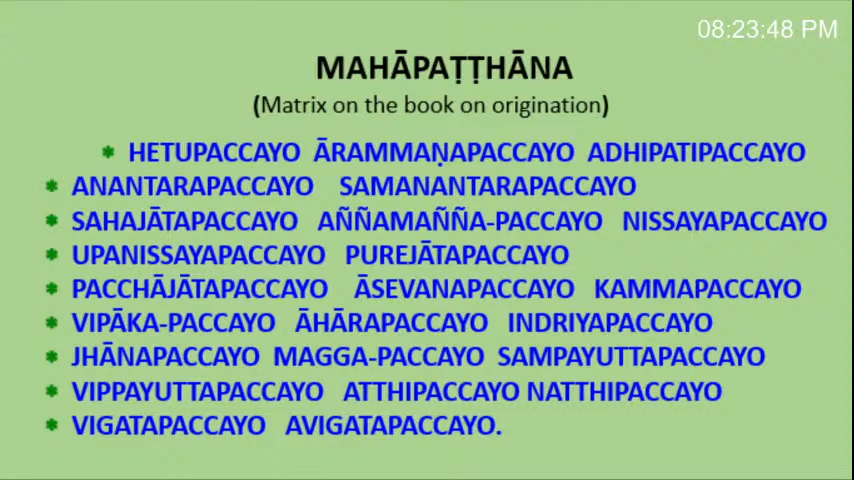 08:23:48 PM
MAHĀPAṬṬHĀNA
(Matrix on the book on origination)
HETUPACCAYO ĀRAMMAṆAPACCAYO ADHIPATIPACCAYO
ANANTARAPACCAYO SAMANANTARAPACCAYO
SAHAJĀTAPACCAYO AÑÑAMAÑÑA-PACCAYO NISSAYAPACCAYO
UPANISSAYAPACCAYO PUREJĀTAPACCAYO
PACCHĀJĀTAPACCAYO ĀSEVANAPACCAYO KAMMAPACCAYO
VIPĀKA-PACCAYO ĀHĀRAPACCAYO INDRIYAPACCAYO
JHĀNAPACCAYO MAGGA-PACCAYO SAMPAYUTTAPACCAYO
VIPPAYUTTAPACCAYO ATTHIPACCAYO NATTHIPACCAYO
VIGATAPACCAYO AVIGATAPACCAYO.